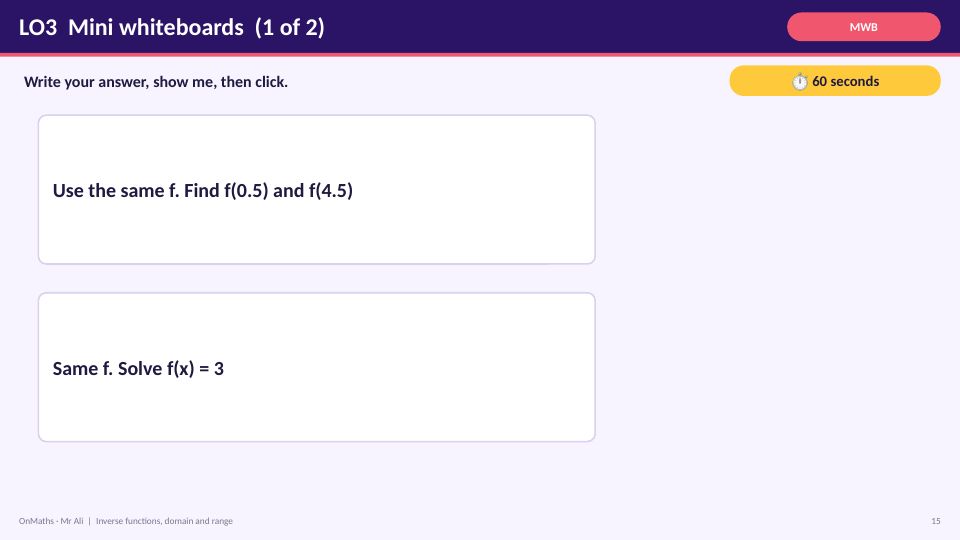 LO3 Mini whiteboards (1 of 2)
MWB
Write your answer, show me, then click.
⏱ 60 seconds
Use the same f. Find f(0.5) and f(4.5)
Same f. Solve f(x) = 3
OnMaths - Mr Ali | Inverse functions, domain and range
15